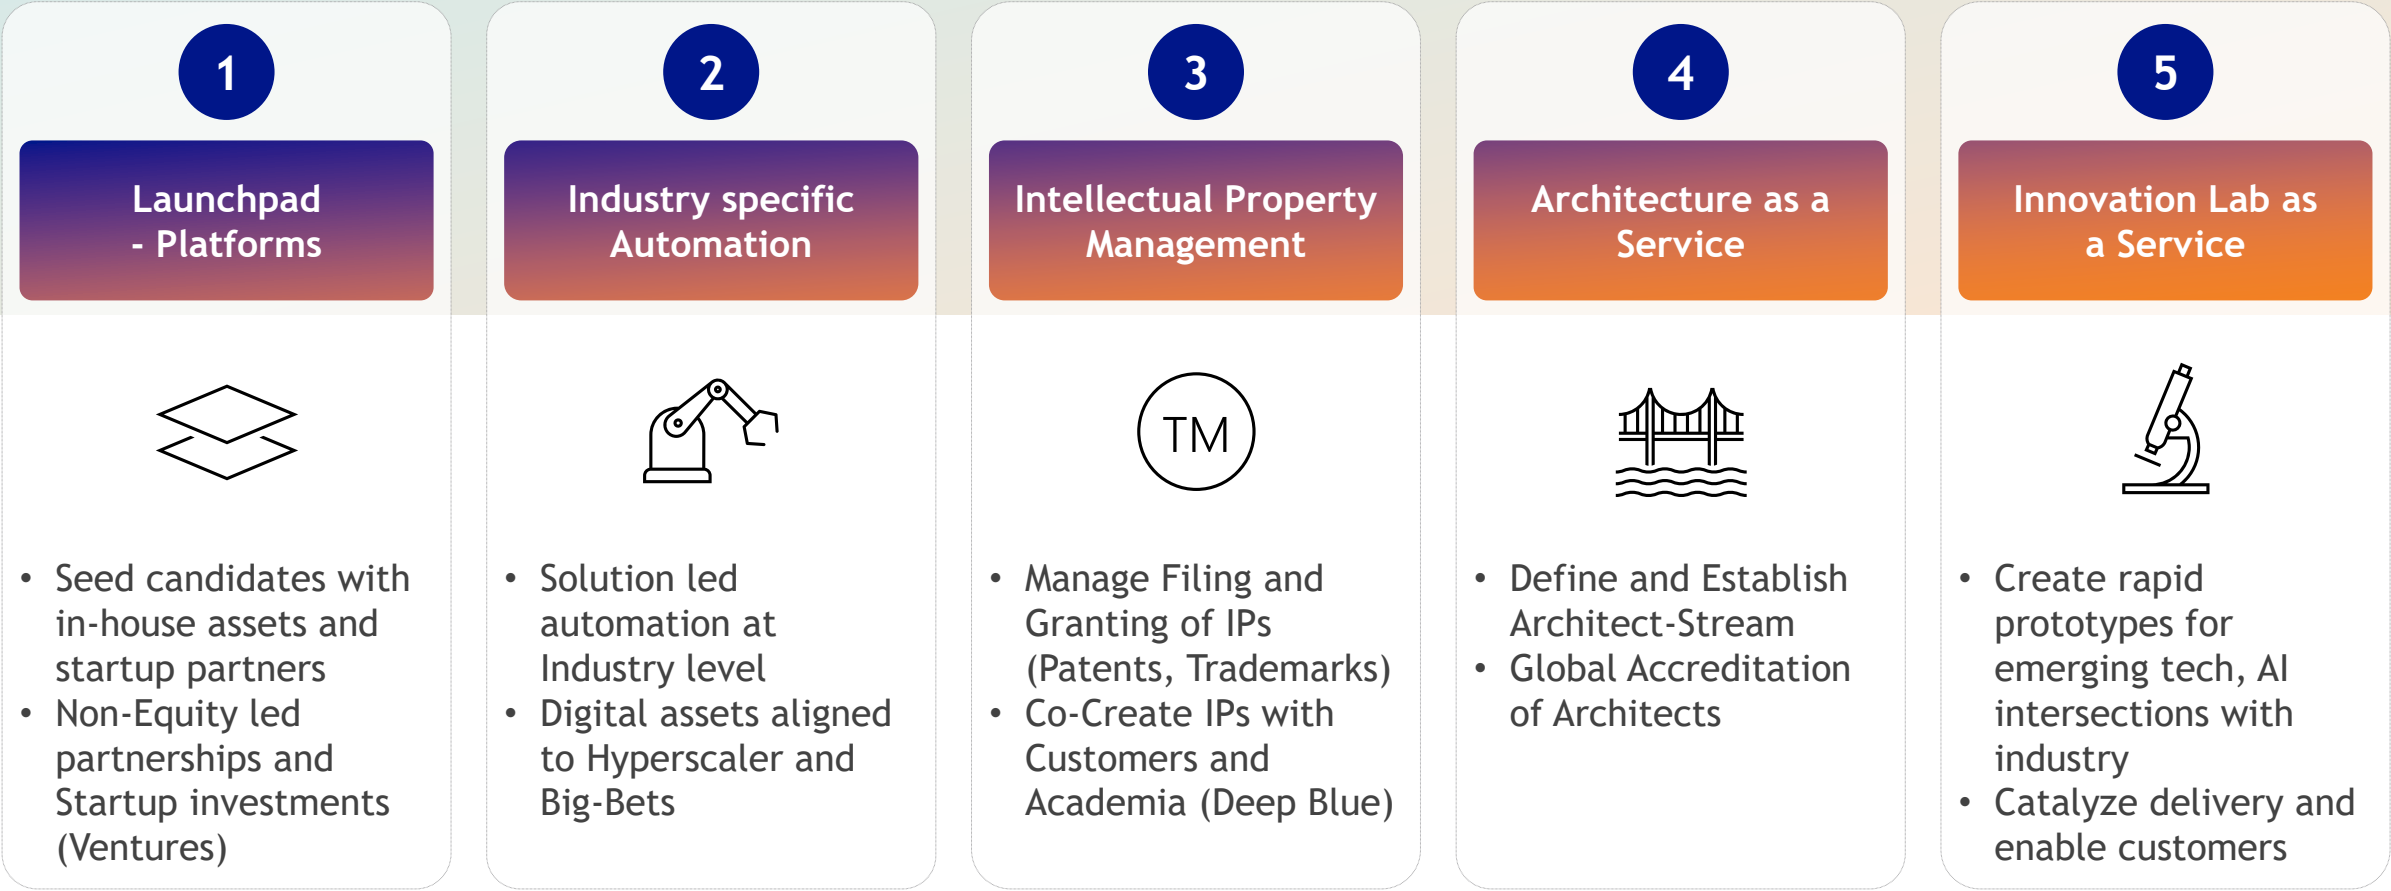 1
Launchpad
- Platforms
• Seed candidates with
in-house assets and
startup partners
• Non-Equity led
partnerships and
Startup investments
(Ventures)
2
Industry specific
Automation
• Solution led
automation at
Industry level
• Digital assets aligned
to Hyperscaler and
Big-Bets
3
Intellectual Property
Management
TM
• Manage Filing and
Granting of IPs
(Patents, Trademarks)
• Co-Create IPs with
Customers and
Academia (Deep Blue)
4
Architecture as a
Service
• Define and Establish
Architect-Stream
• Global Accreditation
of Architects
5
Innovation Lab as
a Service
• Create rapid
prototypes for
emerging tech, AI
intersections with
industry
• Catalyze delivery and
enable customers